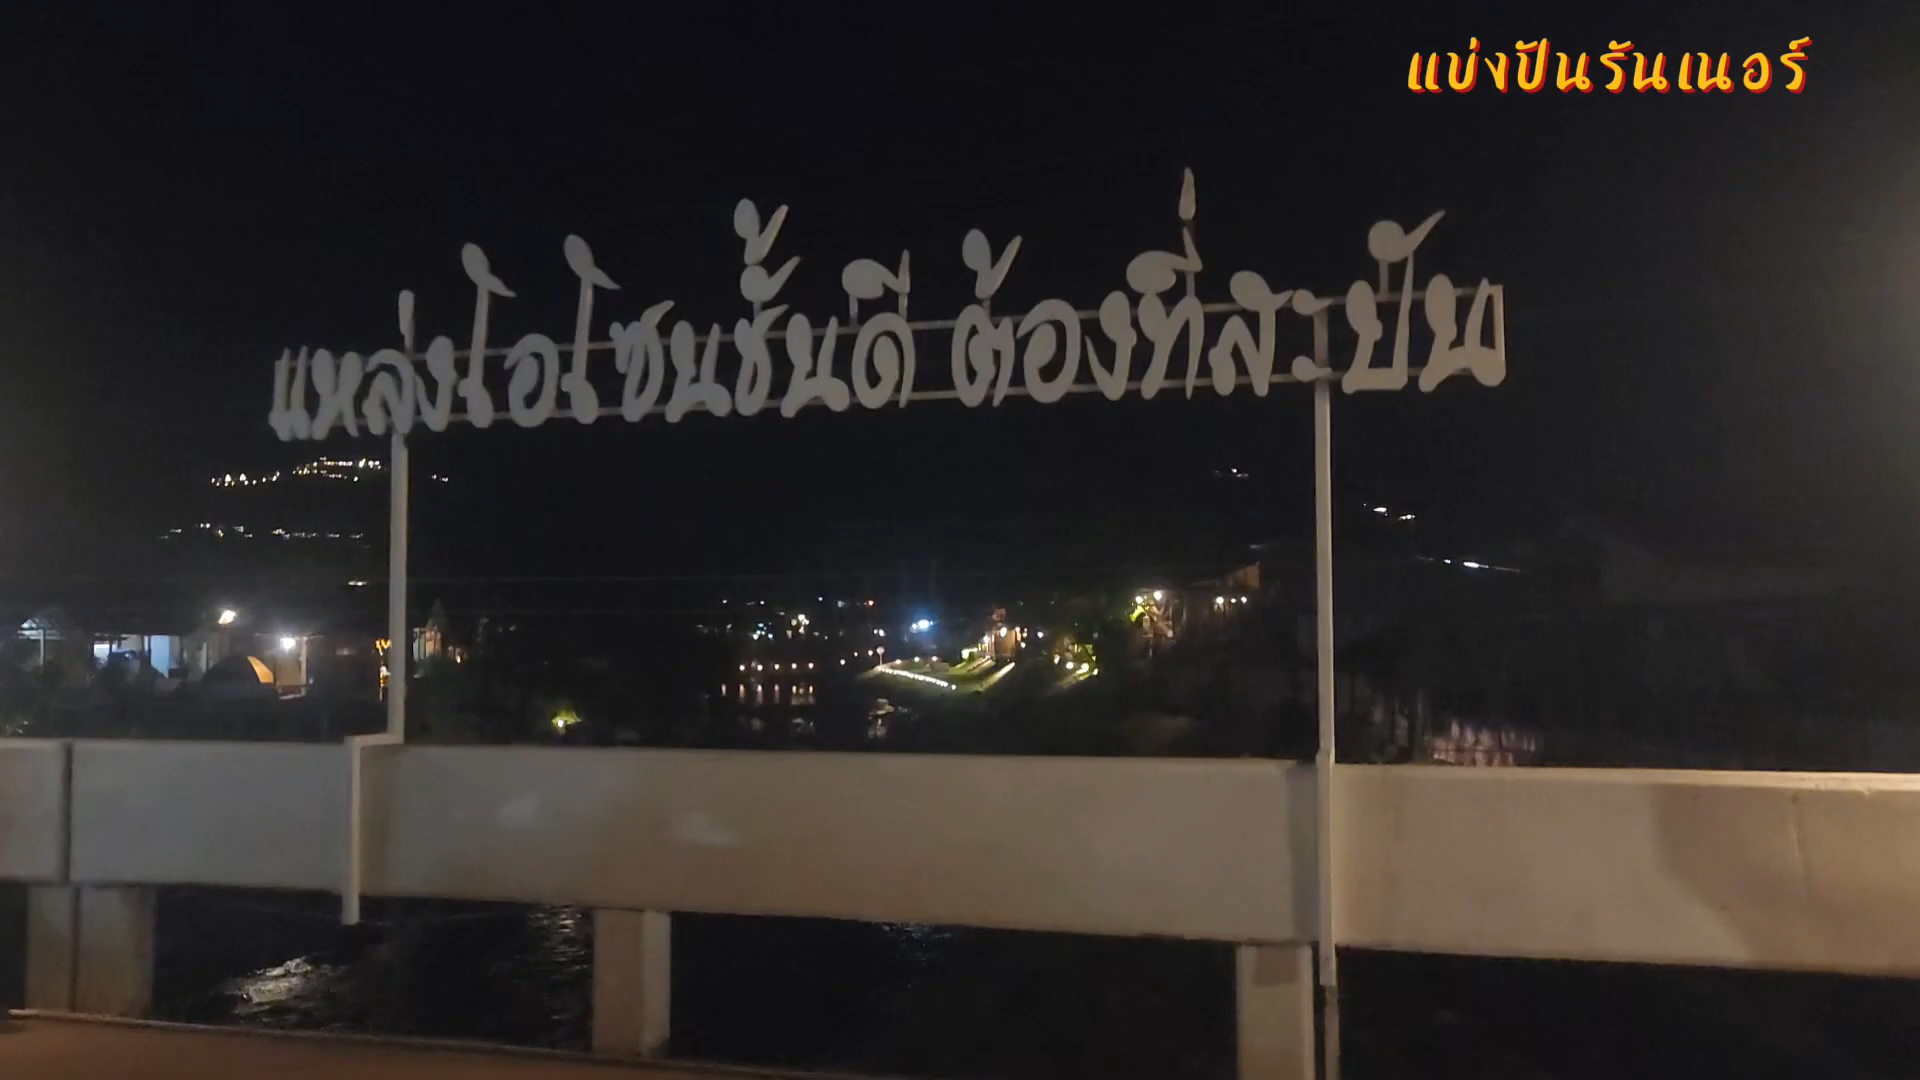 แบ่งปันรันเนอร์
แหล่งโอโซนชั้นดี ต้องที่สะปัน